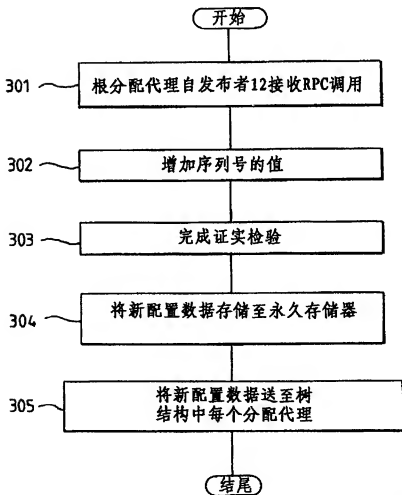 开始
301
根分配代理自发布者12接收RPC调用
302
增加序列号的值
303
完成证实检验
304
将新配置数据存储至永久存储器
305
将新配置数据送至树
结构中每个分配代理
结尾